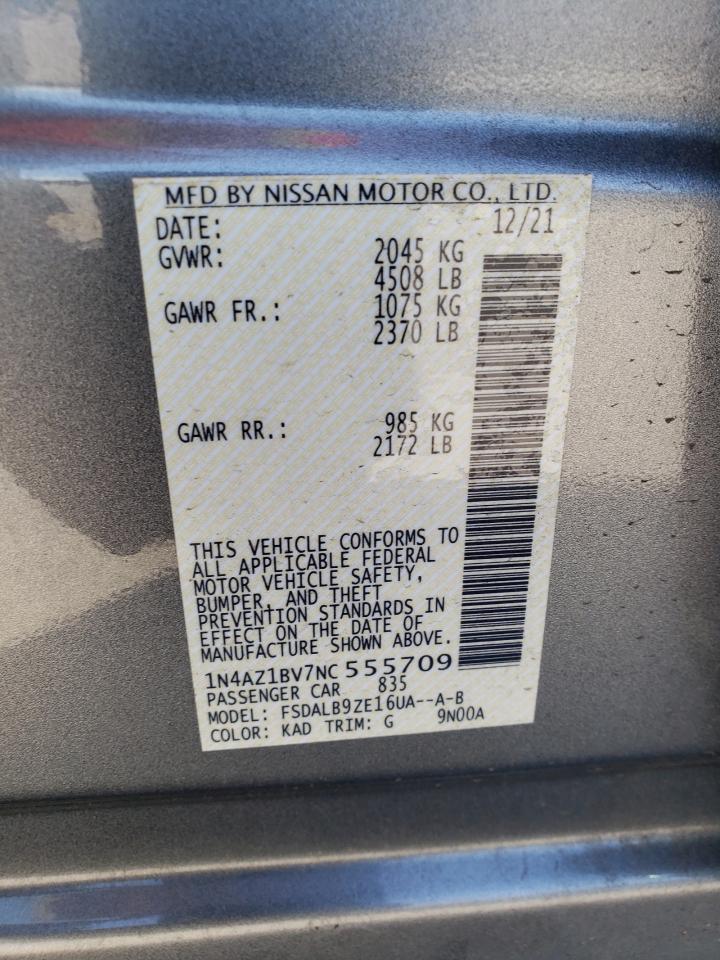 MFD BY NISSAN MOTOR CO., LTD.
DATE: 12/21
GVWR: 2045 KG
4508 LB
GAWR FR.: 1075 KG
2370 LB
GAWR RR.: 985 KG
2172 LB
THIS VEHICLE CONFORMS TO
ALL APPLICABLE FEDERAL
MOTOR VEHICLE SAFETY,
BUMPER, AND THEFT
PREVENTION STANDARDS IN
EFFECT ON THE DATE OF
MANUFACTURE SHOWN ABOVE.
1N4AZ1BV7NC 555709
PASSENGER CAR 835
MODEL: FSDALB9ZE16UA--A-B
COLOR: KAD TRIM: G 9N00A